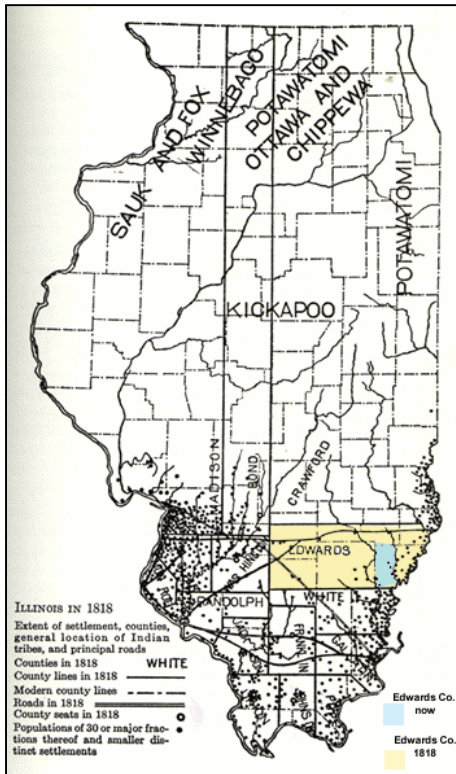 SAUK AND FOX
WINNEBAGO
POTAWATOMI
OTTAWA AND
CHIPPEWA
POTAWATOMI
KICKAPOO
MADISON
BOND
CRAWFORD
EDWARDS
RANDOLPH
WHITE
FRANKLIN
ILLINOIS IN 1818
Extent of settlement, counties,
general location of Indian
tribes, and principal roads
Counties in 1818 WHITE
County lines in 1818
Modern county lines
Roads in 1818
County seats in 1818
Populations of 30 or major frac-
tions thereof and smaller dis-
tinct settlements
Edwards Co.
now
Edwards Co.
1818